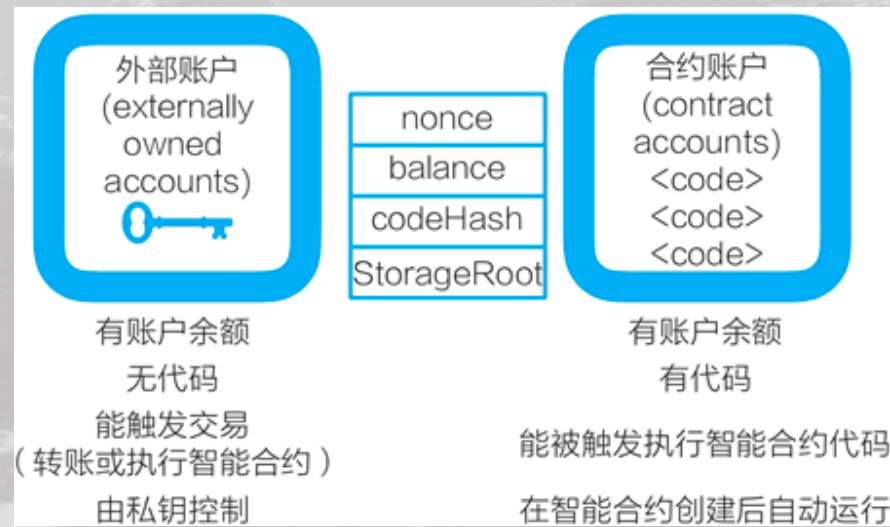 外部账户
(externally
owned
accounts)
nonce
balance
codeHash
StorageRoot
合约账户
(contract
accounts)
<code>
<code>
<code>
有账户余额
无代码
能触发交易
（转账或执行智能合约）
由私钥控制
有账户余额
有代码
能被触发执行智能合约代码
在智能合约创建后自动运行